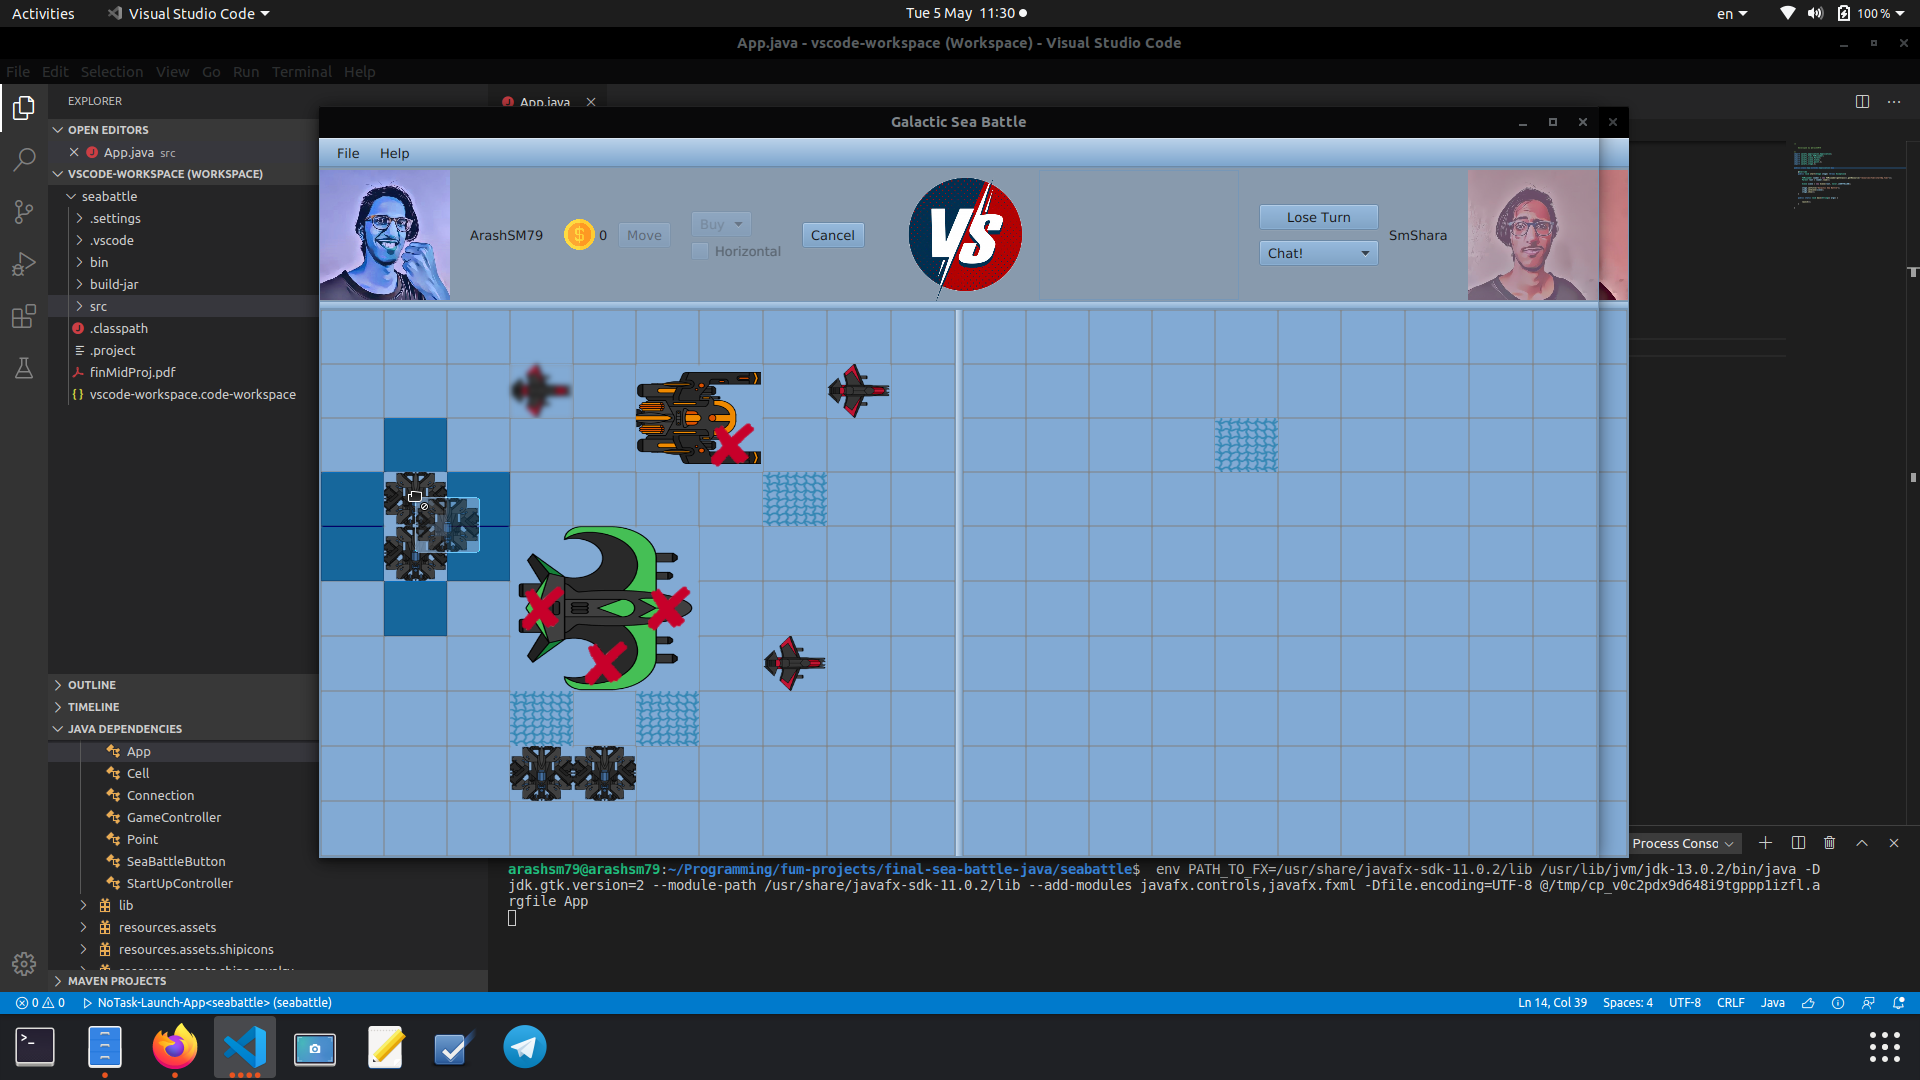 Activities
Visual Studio Code
Tue 5 May 11:30
en
100 %
App.java - vscode-workspace (Workspace) - Visual Studio Code
File Edit Selection View Go Run Terminal Help
EXPLORER
App.java
OPEN EDITORS
App.java src
VSCODE-WORKSPACE (WORKSPACE)
seabattle
.settings
.vscode
bin
build-jar
src
.classpath
.project
finMidProj.pdf
vscode-workspace.code-workspace
OUTLINE
TIMELINE
JAVA DEPENDENCIES
App
Cell
Connection
GameController
Point
SeaBattleButton
StartUpController
lib
resources.assets
resources.assets.shipicons
MAVEN PROJECTS
Galactic Sea Battle
File Help
ArashSM79
0
Move
Buy
Horizontal
Cancel
VS
Lose Turn
Chat!
SmShara
Process Conso
arashsm79@arashsm79:~/Programming/fum-projects/final-sea-battle-java/seabattle$ env PATH_TO_FX=/usr/share/javafx-sdk-11.0.2/lib /usr/lib/jvm/jdk-13.0.2/bin/java -D
jdk.gtk.version=2 --module-path /usr/share/javafx-sdk-11.0.2/lib --add-modules javafx.controls,javafx.fxml -Dfile.encoding=UTF-8 @/tmp/cp_v0c2pdx9d648i9tgppp1izfl.a
rgfile App
0 0 NoTask-Launch-App<seabattle> (seabattle)
Ln 14, Col 39 Spaces: 4 UTF-8 CRLF Java